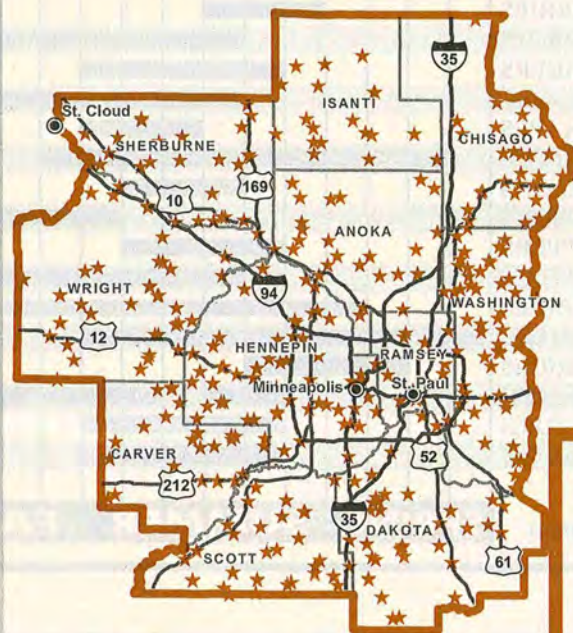 35
ISANTI
St. Cloud
SHERBURNE
CHISAGO
169
10
ANOKA
WRIGHT
94
WASHINGTON
12
HENNEPIN
RAMSEY
Minneapolis
St. Paul
CARVER
52
212
35
DAKOTA
SCOTT
61